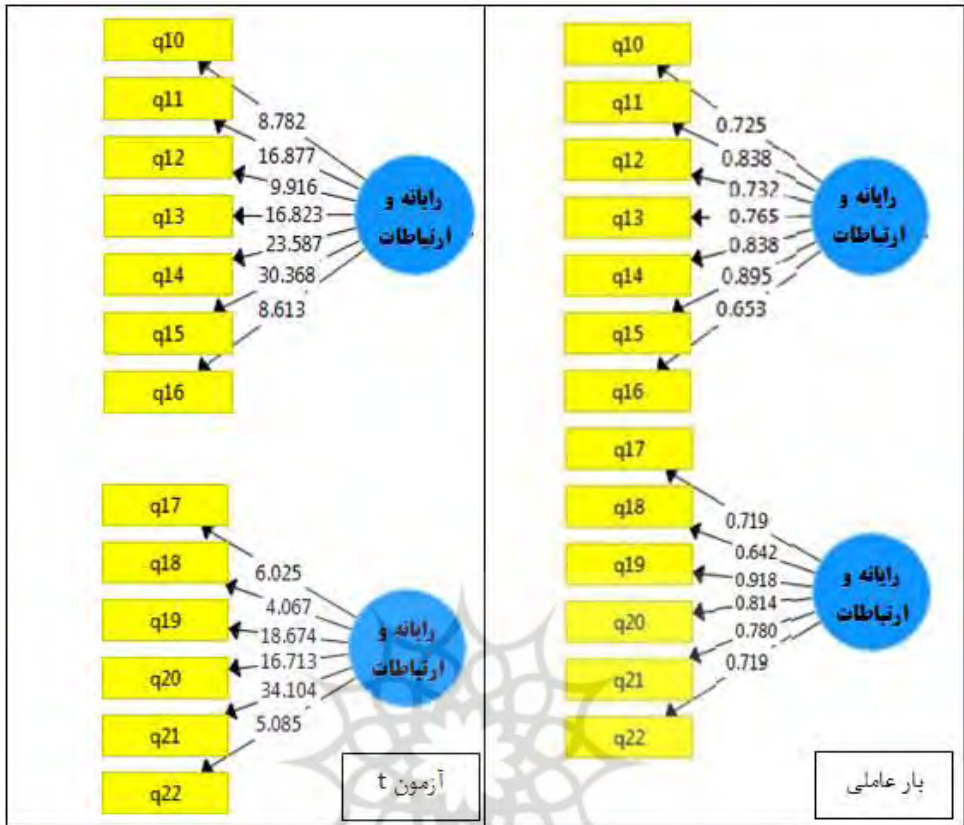 q10
q11
q12
q13
q14
q15
q16
8.782
16.877
9.916
16.823
23.587
30.368
8.613
رایانه و
ارتباطات
q17
q18
q19
q20
q21
q22
6.025
4.067
18.674
16.713
34.104
5.085
رایانه و
ارتباطات
آزمون t
q10
q11
q12
q13
q14
q15
q16
0.725
0.838
0.732
0.765
0.838
0.895
0.653
رایانه و
ارتباطات
q17
q18
q19
q20
q21
q22
0.719
0.642
0.918
0.814
0.780
0.719
رایانه و
ارتباطات
بار عاملی